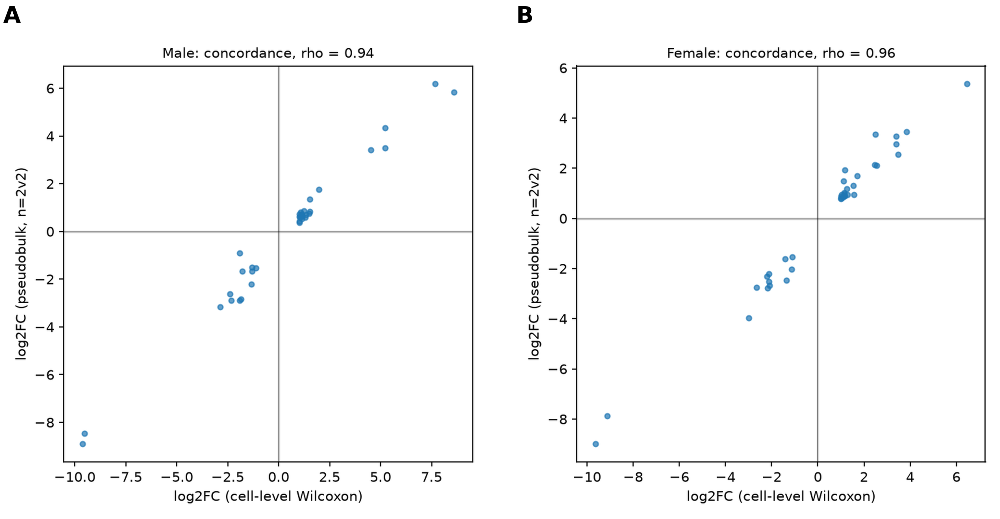 A
B
Male: concordance, rho = 0.94
log2FC (pseudobulk, n=2v2)
6
4
2
0
−2
−4
−6
−8
−10.0 −7.5 −5.0 −2.5 0.0 2.5 5.0 7.5
log2FC (cell-level Wilcoxon)
Female: concordance, rho = 0.96
log2FC (pseudobulk, n=2v2)
6
4
2
0
−2
−4
−6
−8
−10 −8 −6 −4 −2 0 2 4 6
log2FC (cell-level Wilcoxon)